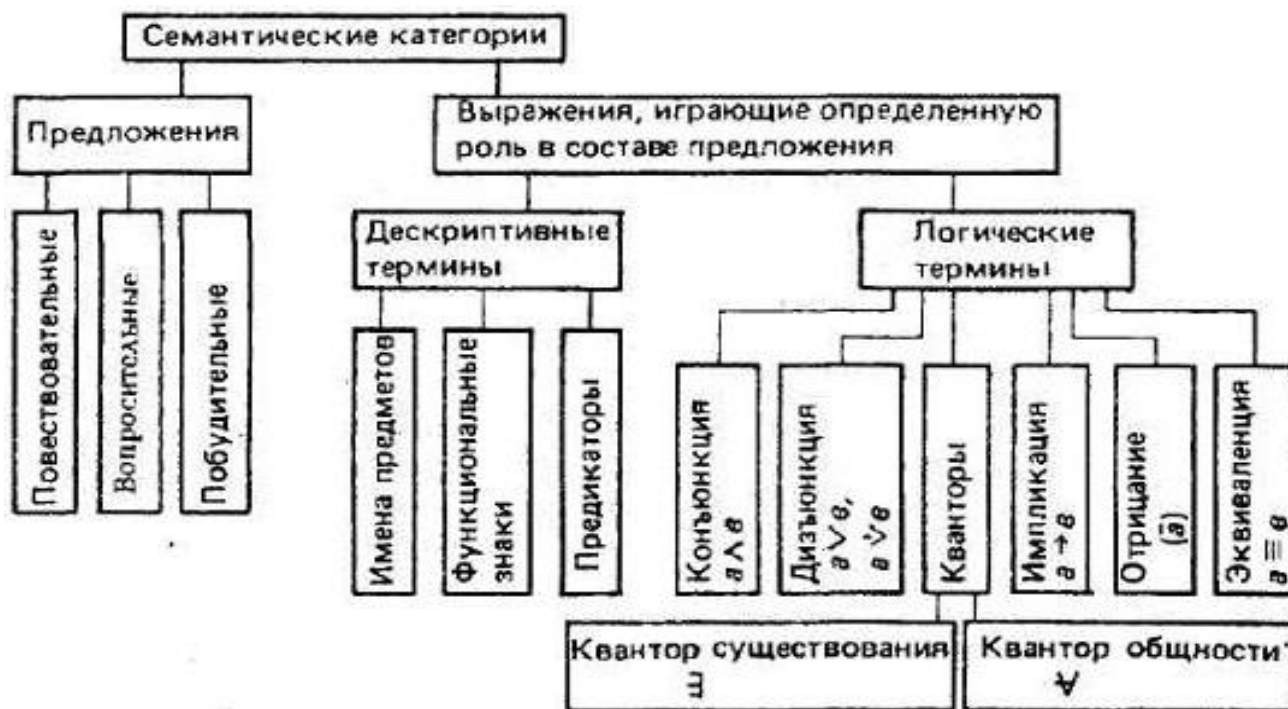 Семантические категории
Предложения
Выражения, играющие определенную
роль в составе предложения
Повествовательные
Вопросительные
Побудительные
Дескриптивные
термины
Логические
термины
Имена предметов
Функциональные
знаки
Предикаторы
Конъюнкция
a ∧ в
Дизъюнкция
a ∨ в,
a ∨̇ в
Кванторы
Импликация
a → в
Отрицание
(a̅)
Эквиваленция
a ≡ в
Квантор существования
∃
Квантор общности
∀